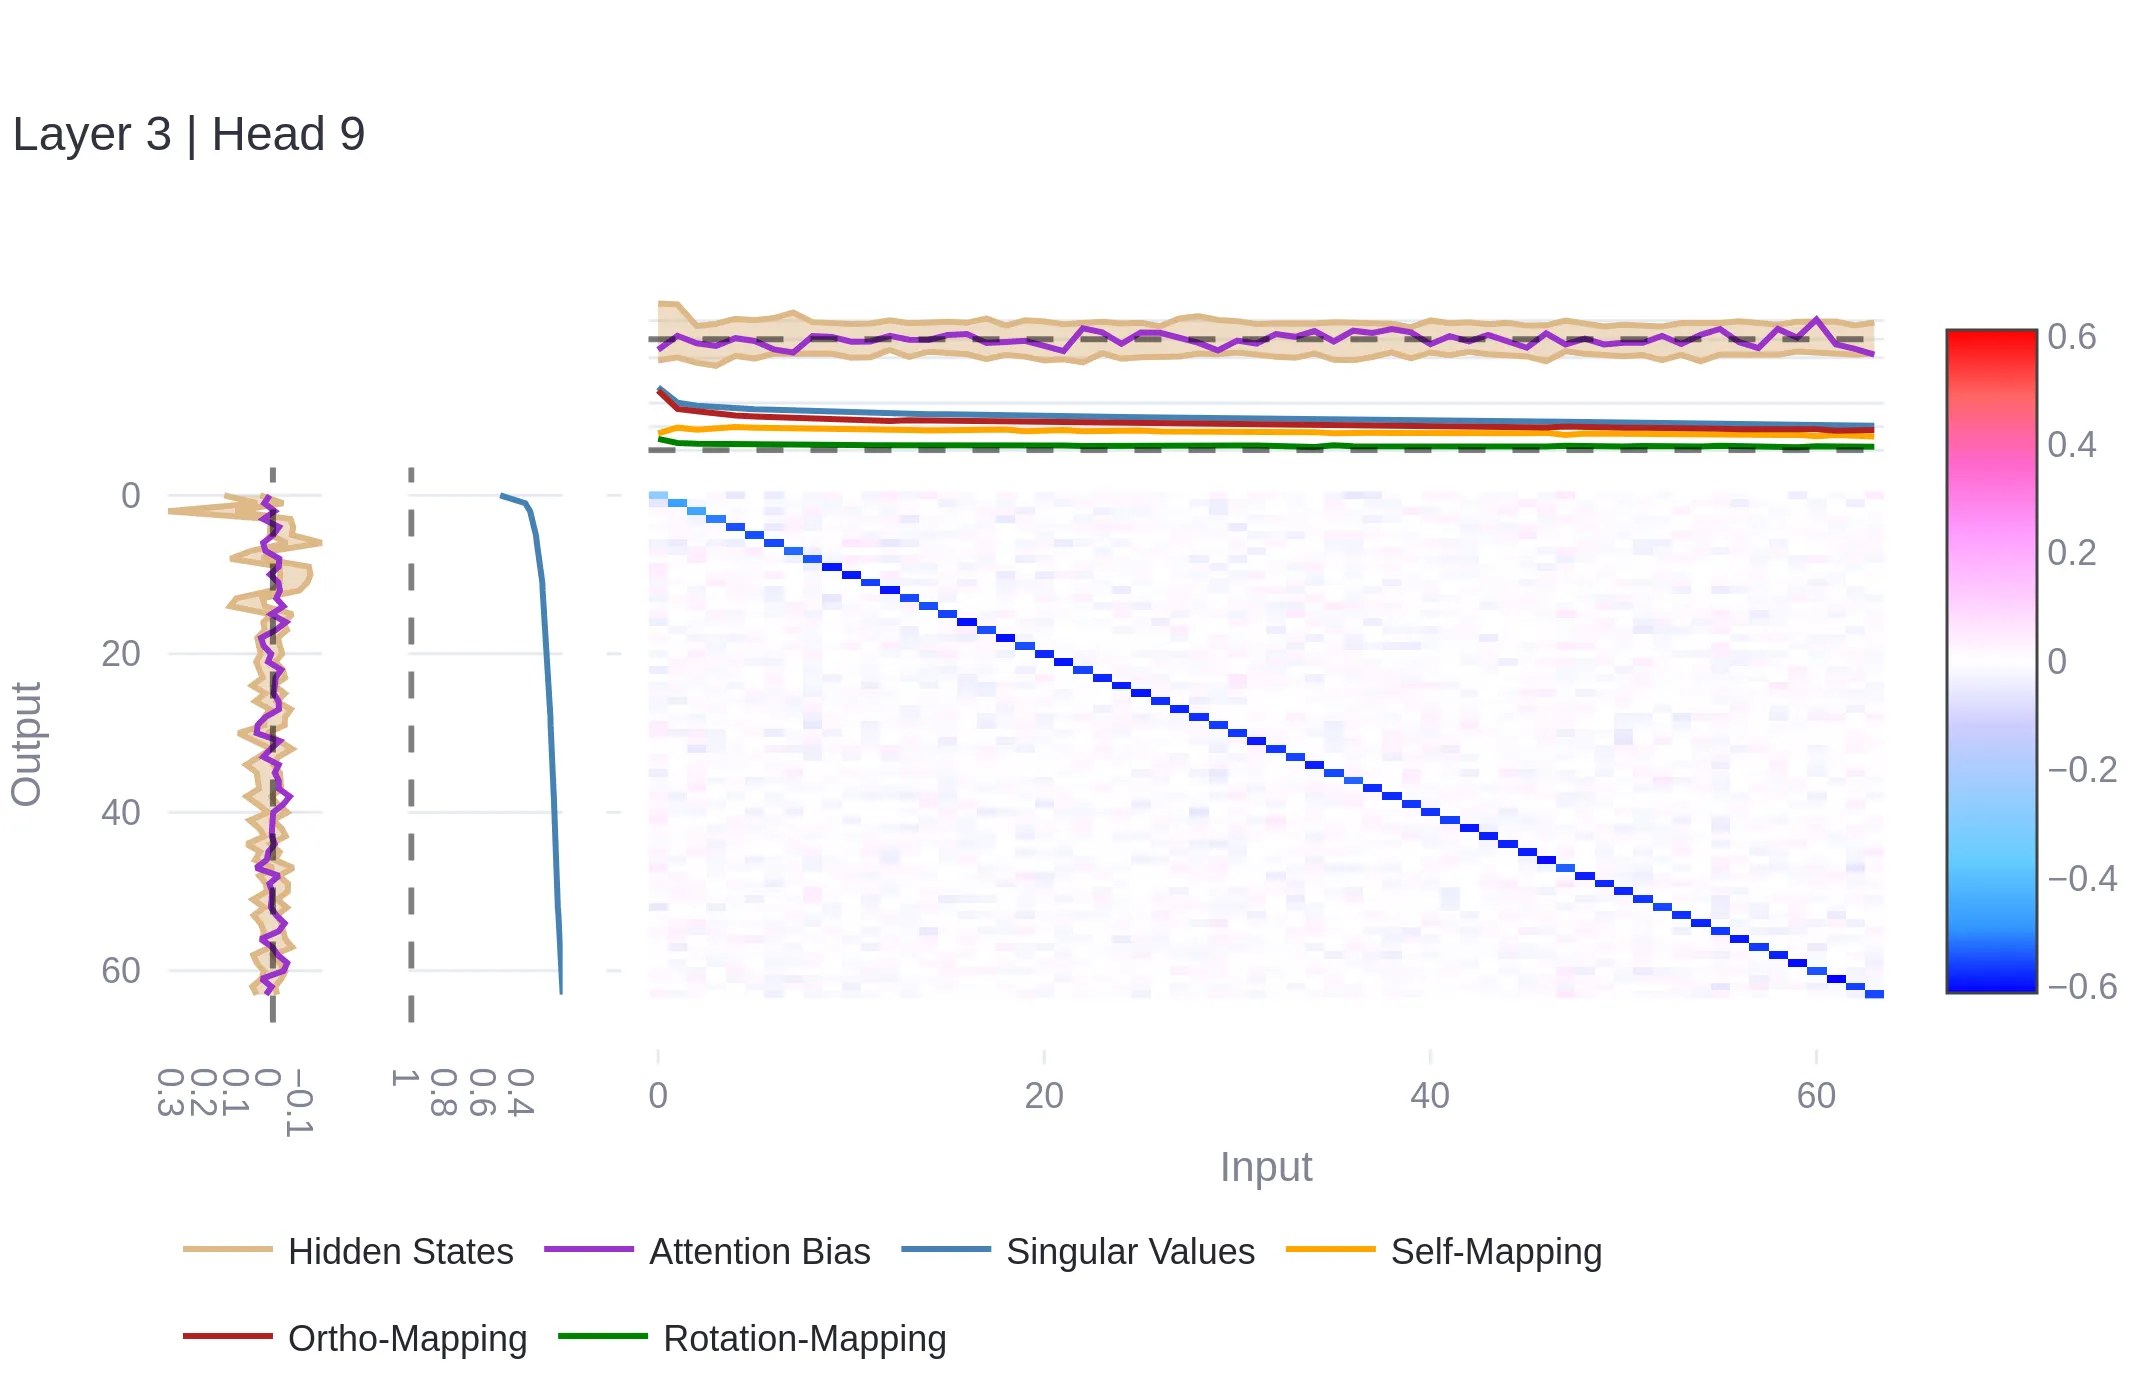 Layer 3 | Head 9
0
20
40
60
Output
0.3
0.2
0.1
0
−0.1
1
0.8
0.6
0.4
0
20
40
60
Input
0.6
0.4
0.2
0
−0.2
−0.4
−0.6
Hidden States
Attention Bias
Singular Values
Self-Mapping
Ortho-Mapping
Rotation-Mapping